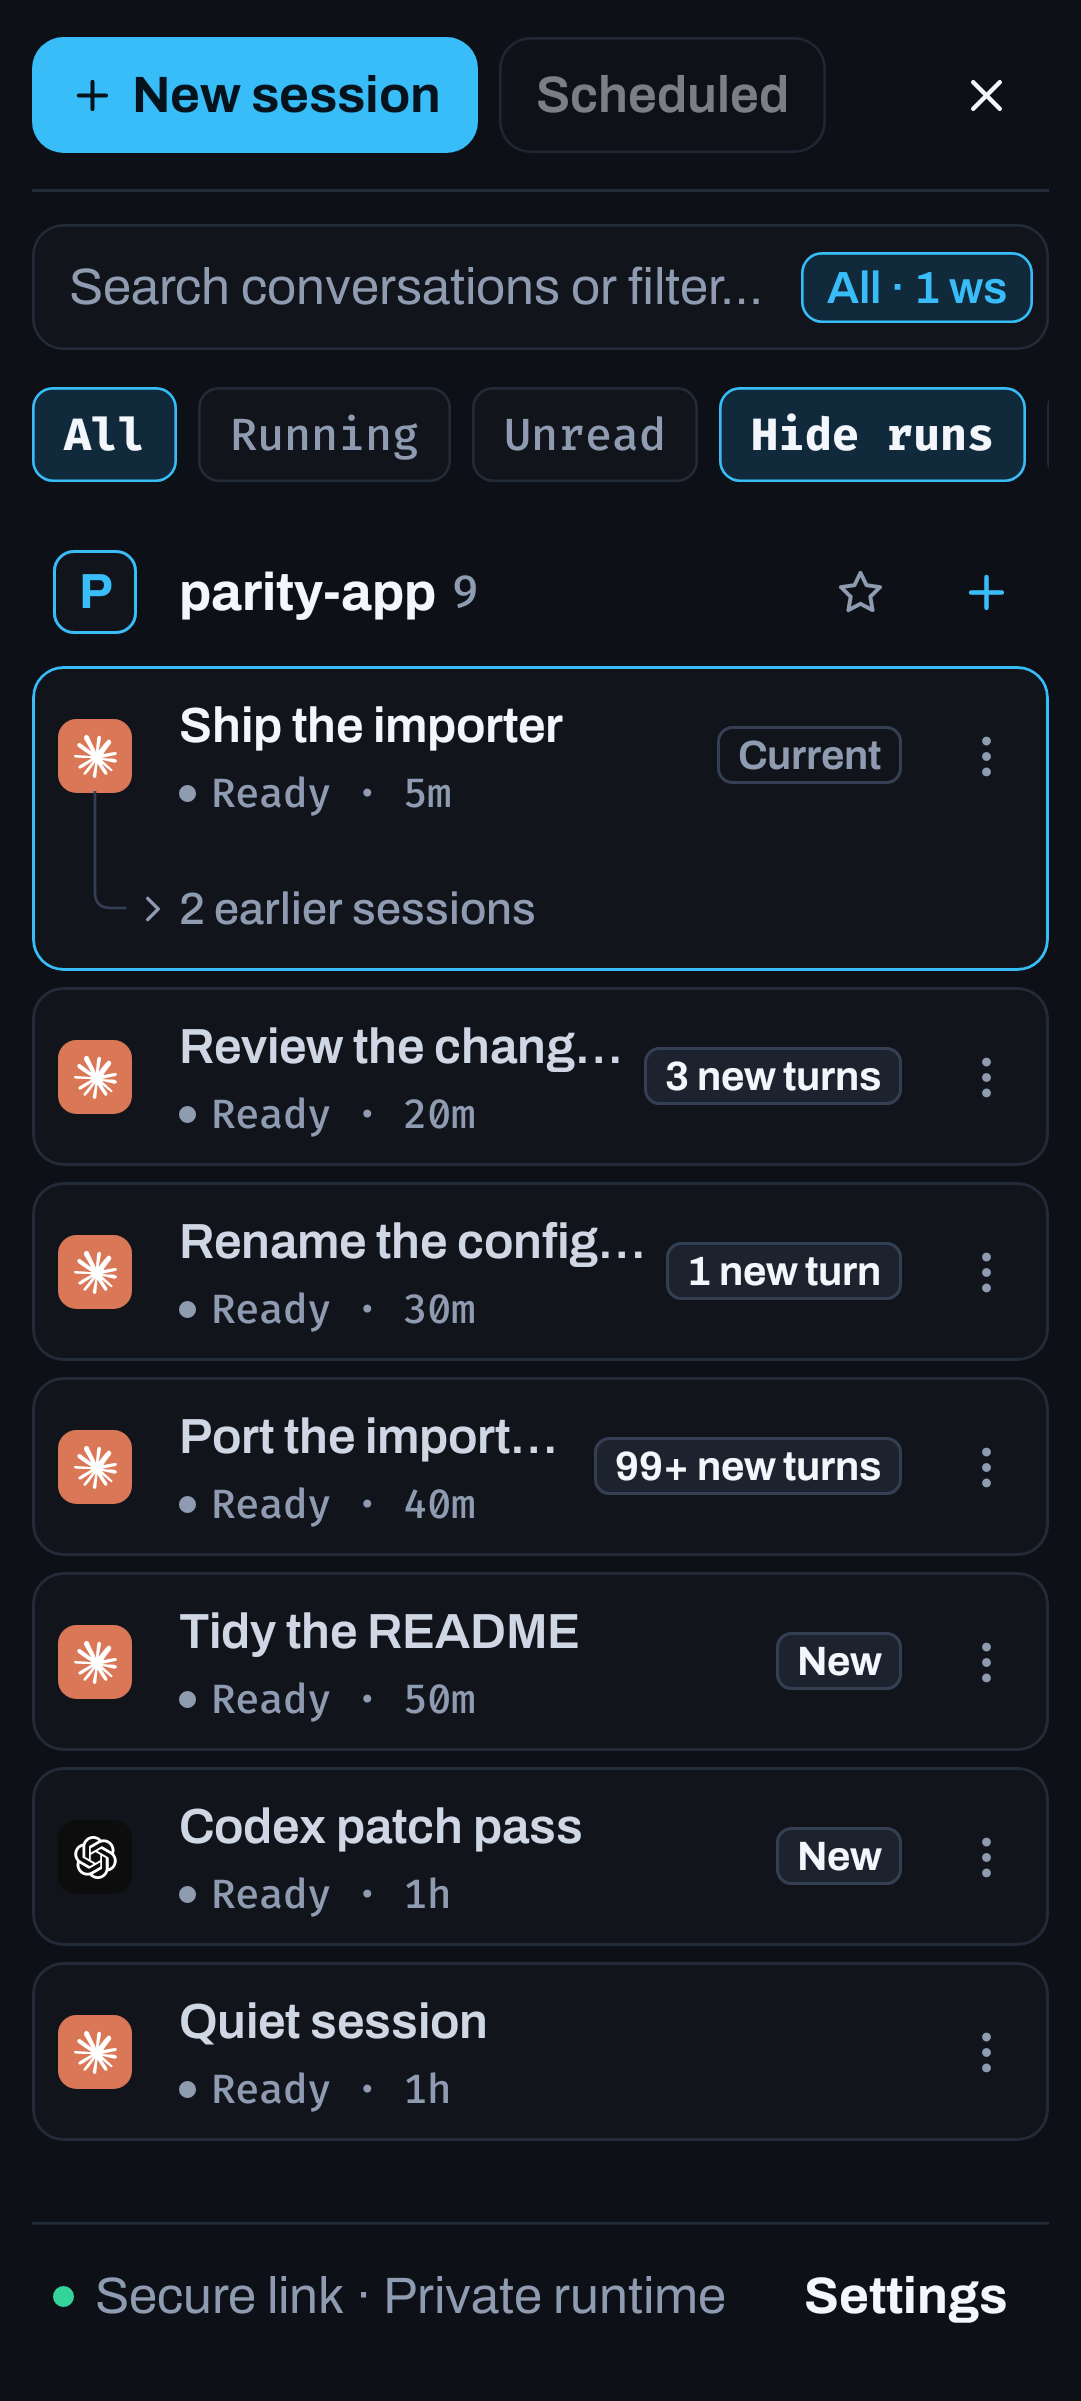 + New session
Scheduled
Search conversations or filter...
All · 1 ws
All
Running
Unread
Hide runs
P
parity-app 9
Ship the importer
Current
Ready · 5m
2 earlier sessions
Review the chang...
3 new turns
Ready · 20m
Rename the config...
1 new turn
Ready · 30m
Port the import...
99+ new turns
Ready · 40m
Tidy the README
New
Ready · 50m
Codex patch pass
New
Ready · 1h
Quiet session
Ready · 1h
Secure link · Private runtime
Settings